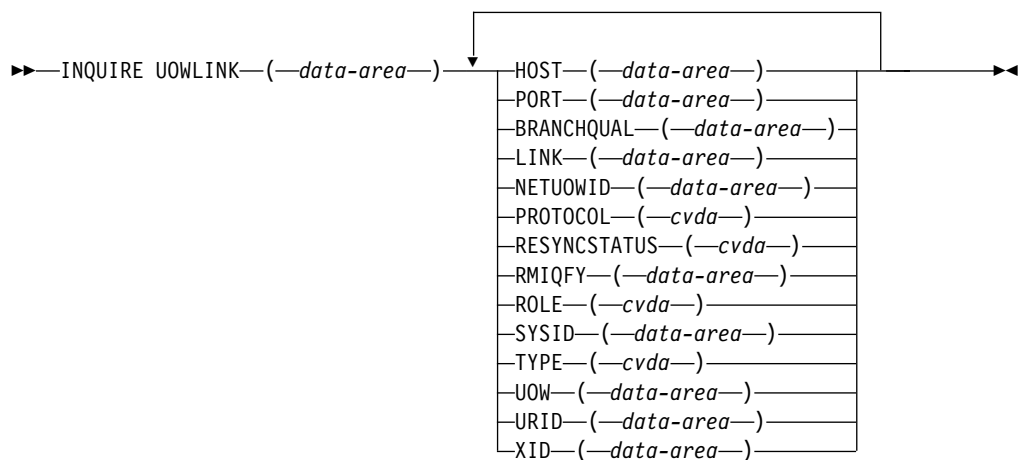 INQUIRE UOWLINK (data-area) HOST (data-area)
PORT (data-area)
BRANCHQUAL (data-area)
LINK (data-area)
NETUOWID (data-area)
PROTOCOL (cvda)
RESYNCSTATUS (cvda)
RMIQFY (data-area)
ROLE (cvda)
SYSID (data-area)
TYPE (cvda)
UOW (data-area)
URID (data-area)
XID (data-area)